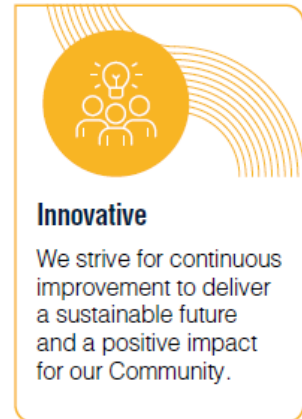 Innovative
We strive for continuous
improvement to deliver
a sustainable future
and a positive impact
for our Community.